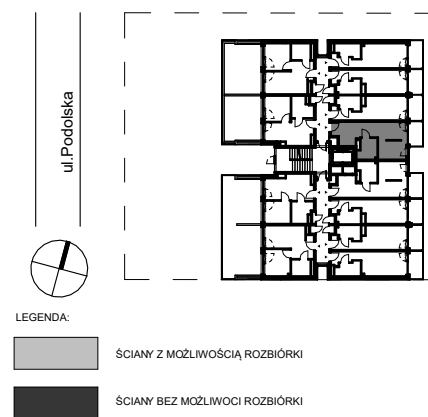 ul.Podolska
LEGENDA:
ŚCIANY Z MOŻLIWOŚCIĄ ROZBIÓRKI
ŚCIANY BEZ MOŻLIWOCI ROZBIÓRKI